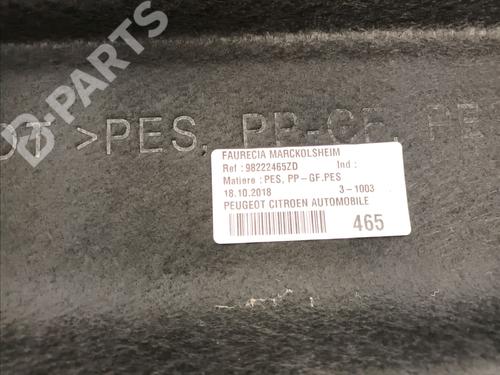 B-PARTS
>PES, PP-GF, PE
FAURECIA MARCKOLSHEIM
Ref :98222465ZD Ind :
Matiere :PES, PP-GF.PES
18.10.2018 3-1003
PEUGEOT CITROEN AUTOMOBILE
465